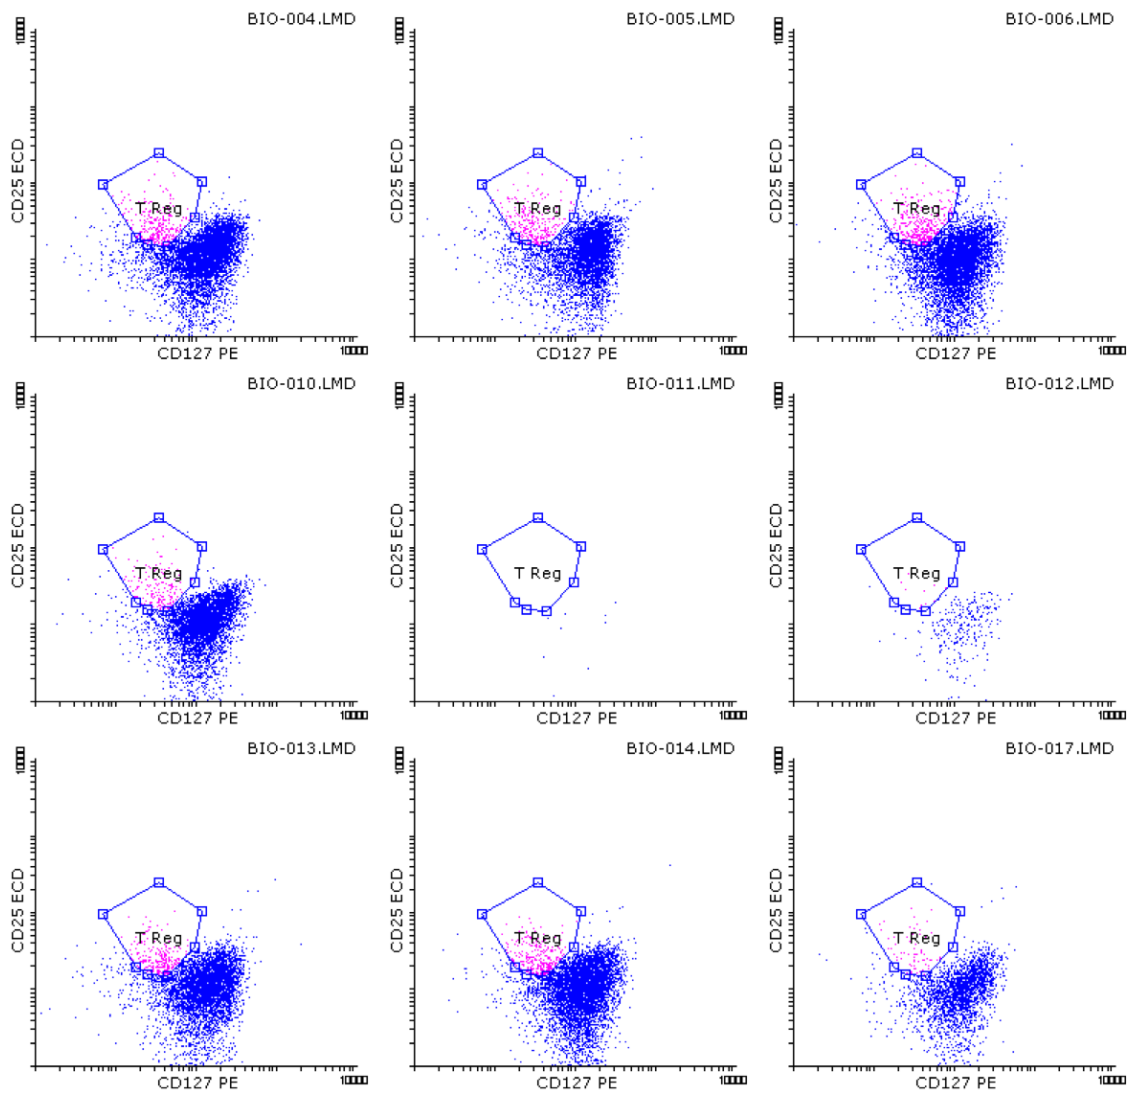 BIO-004.LMD
CD25 ECD
T Reg
CD127 PE
BIO-005.LMD
CD25 ECD
T Reg
CD127 PE
BIO-006.LMD
CD25 ECD
T Reg
CD127 PE
BIO-010.LMD
CD25 ECD
T Reg
CD127 PE
BIO-011.LMD
CD25 ECD
T Reg
CD127 PE
BIO-012.LMD
CD25 ECD
T Reg
CD127 PE
BIO-013.LMD
CD25 ECD
T Reg
CD127 PE
BIO-014.LMD
CD25 ECD
T Reg
CD127 PE
BIO-017.LMD
CD25 ECD
T Reg
CD127 PE